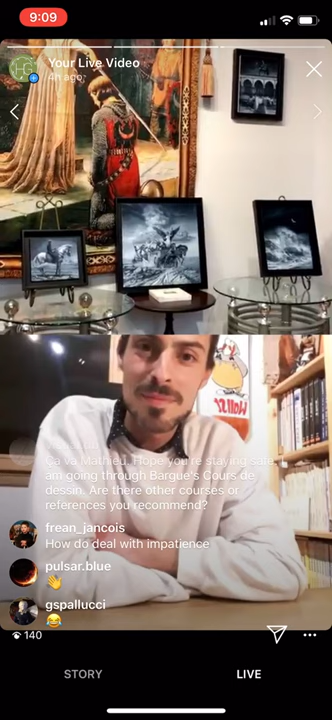 9:09
Your Live Video
4h ago
Ça va Mathieu. Hope you're staying safe.
am going through Bargue's Cours de
dessin. Are there other courses or
references you recommend?
frean_jancois
How do deal with impatience
pulsar.blue
👋
gspallucci
😂
140
STORY
LIVE